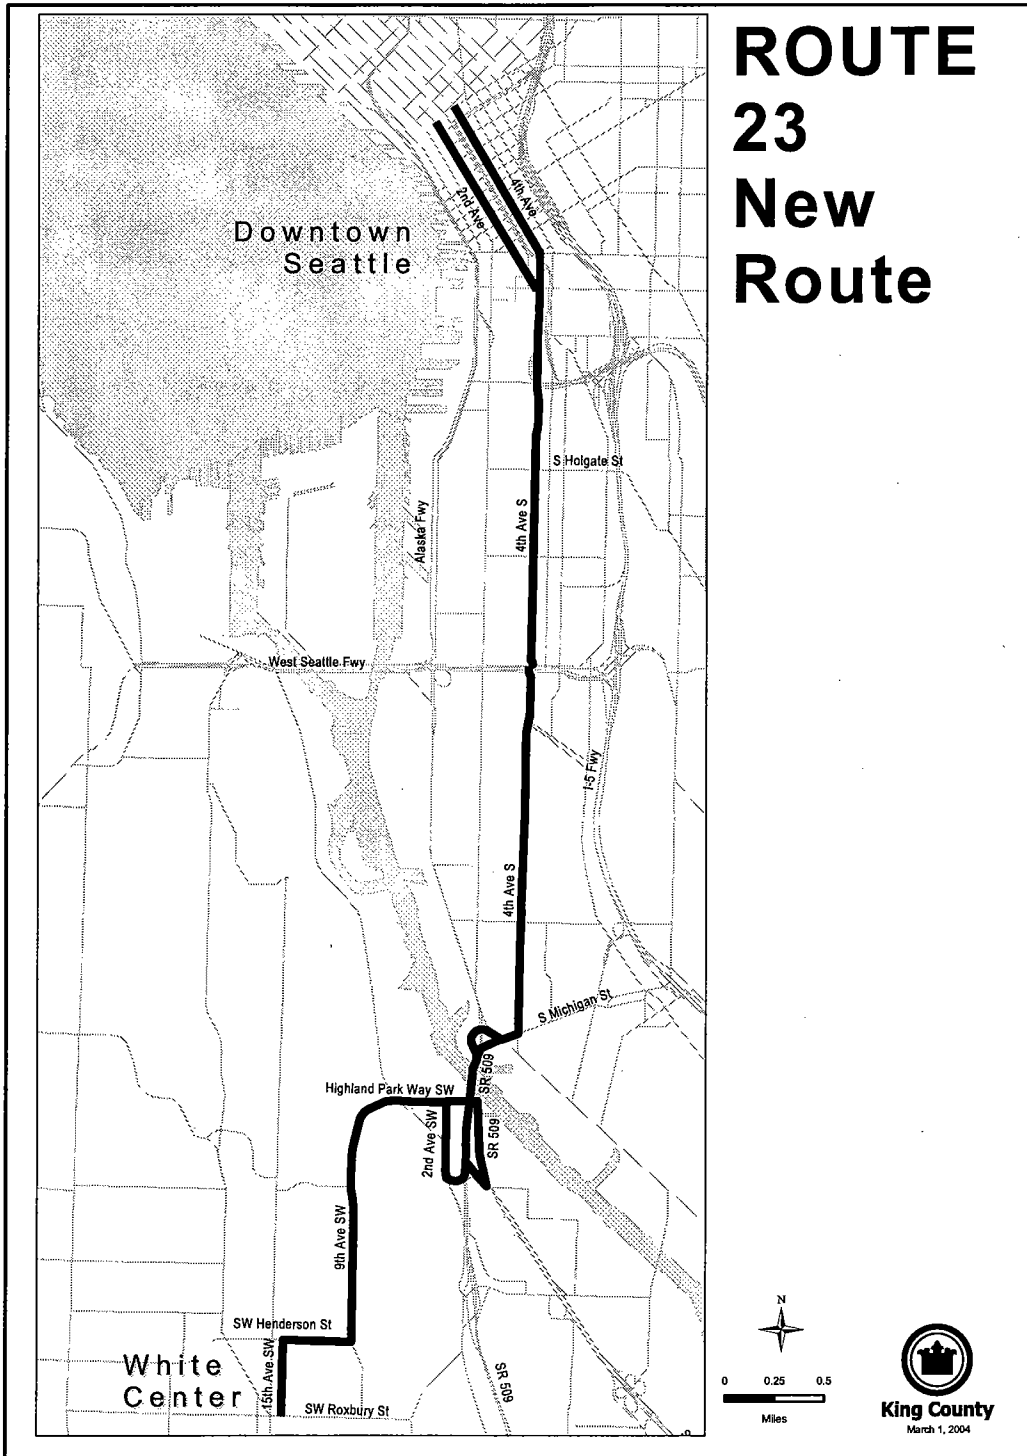 ROUTE
23
New
Route
2nd Ave
4th Ave
Downtown
Seattle
S Holgate St
4th Ave S
Alaska Fwy
West Seattle Fwy
I-5 Fwy
4th Ave S
S Michigan St
SR 509
Highland Park Way SW
2nd Ave SW
SR 509
9th Ave SW
SW Henderson St
15th Ave SW
White
Center
SR 509
SW Roxbury St
N
0 0.25 0.5
Miles
King County
March 1, 2004